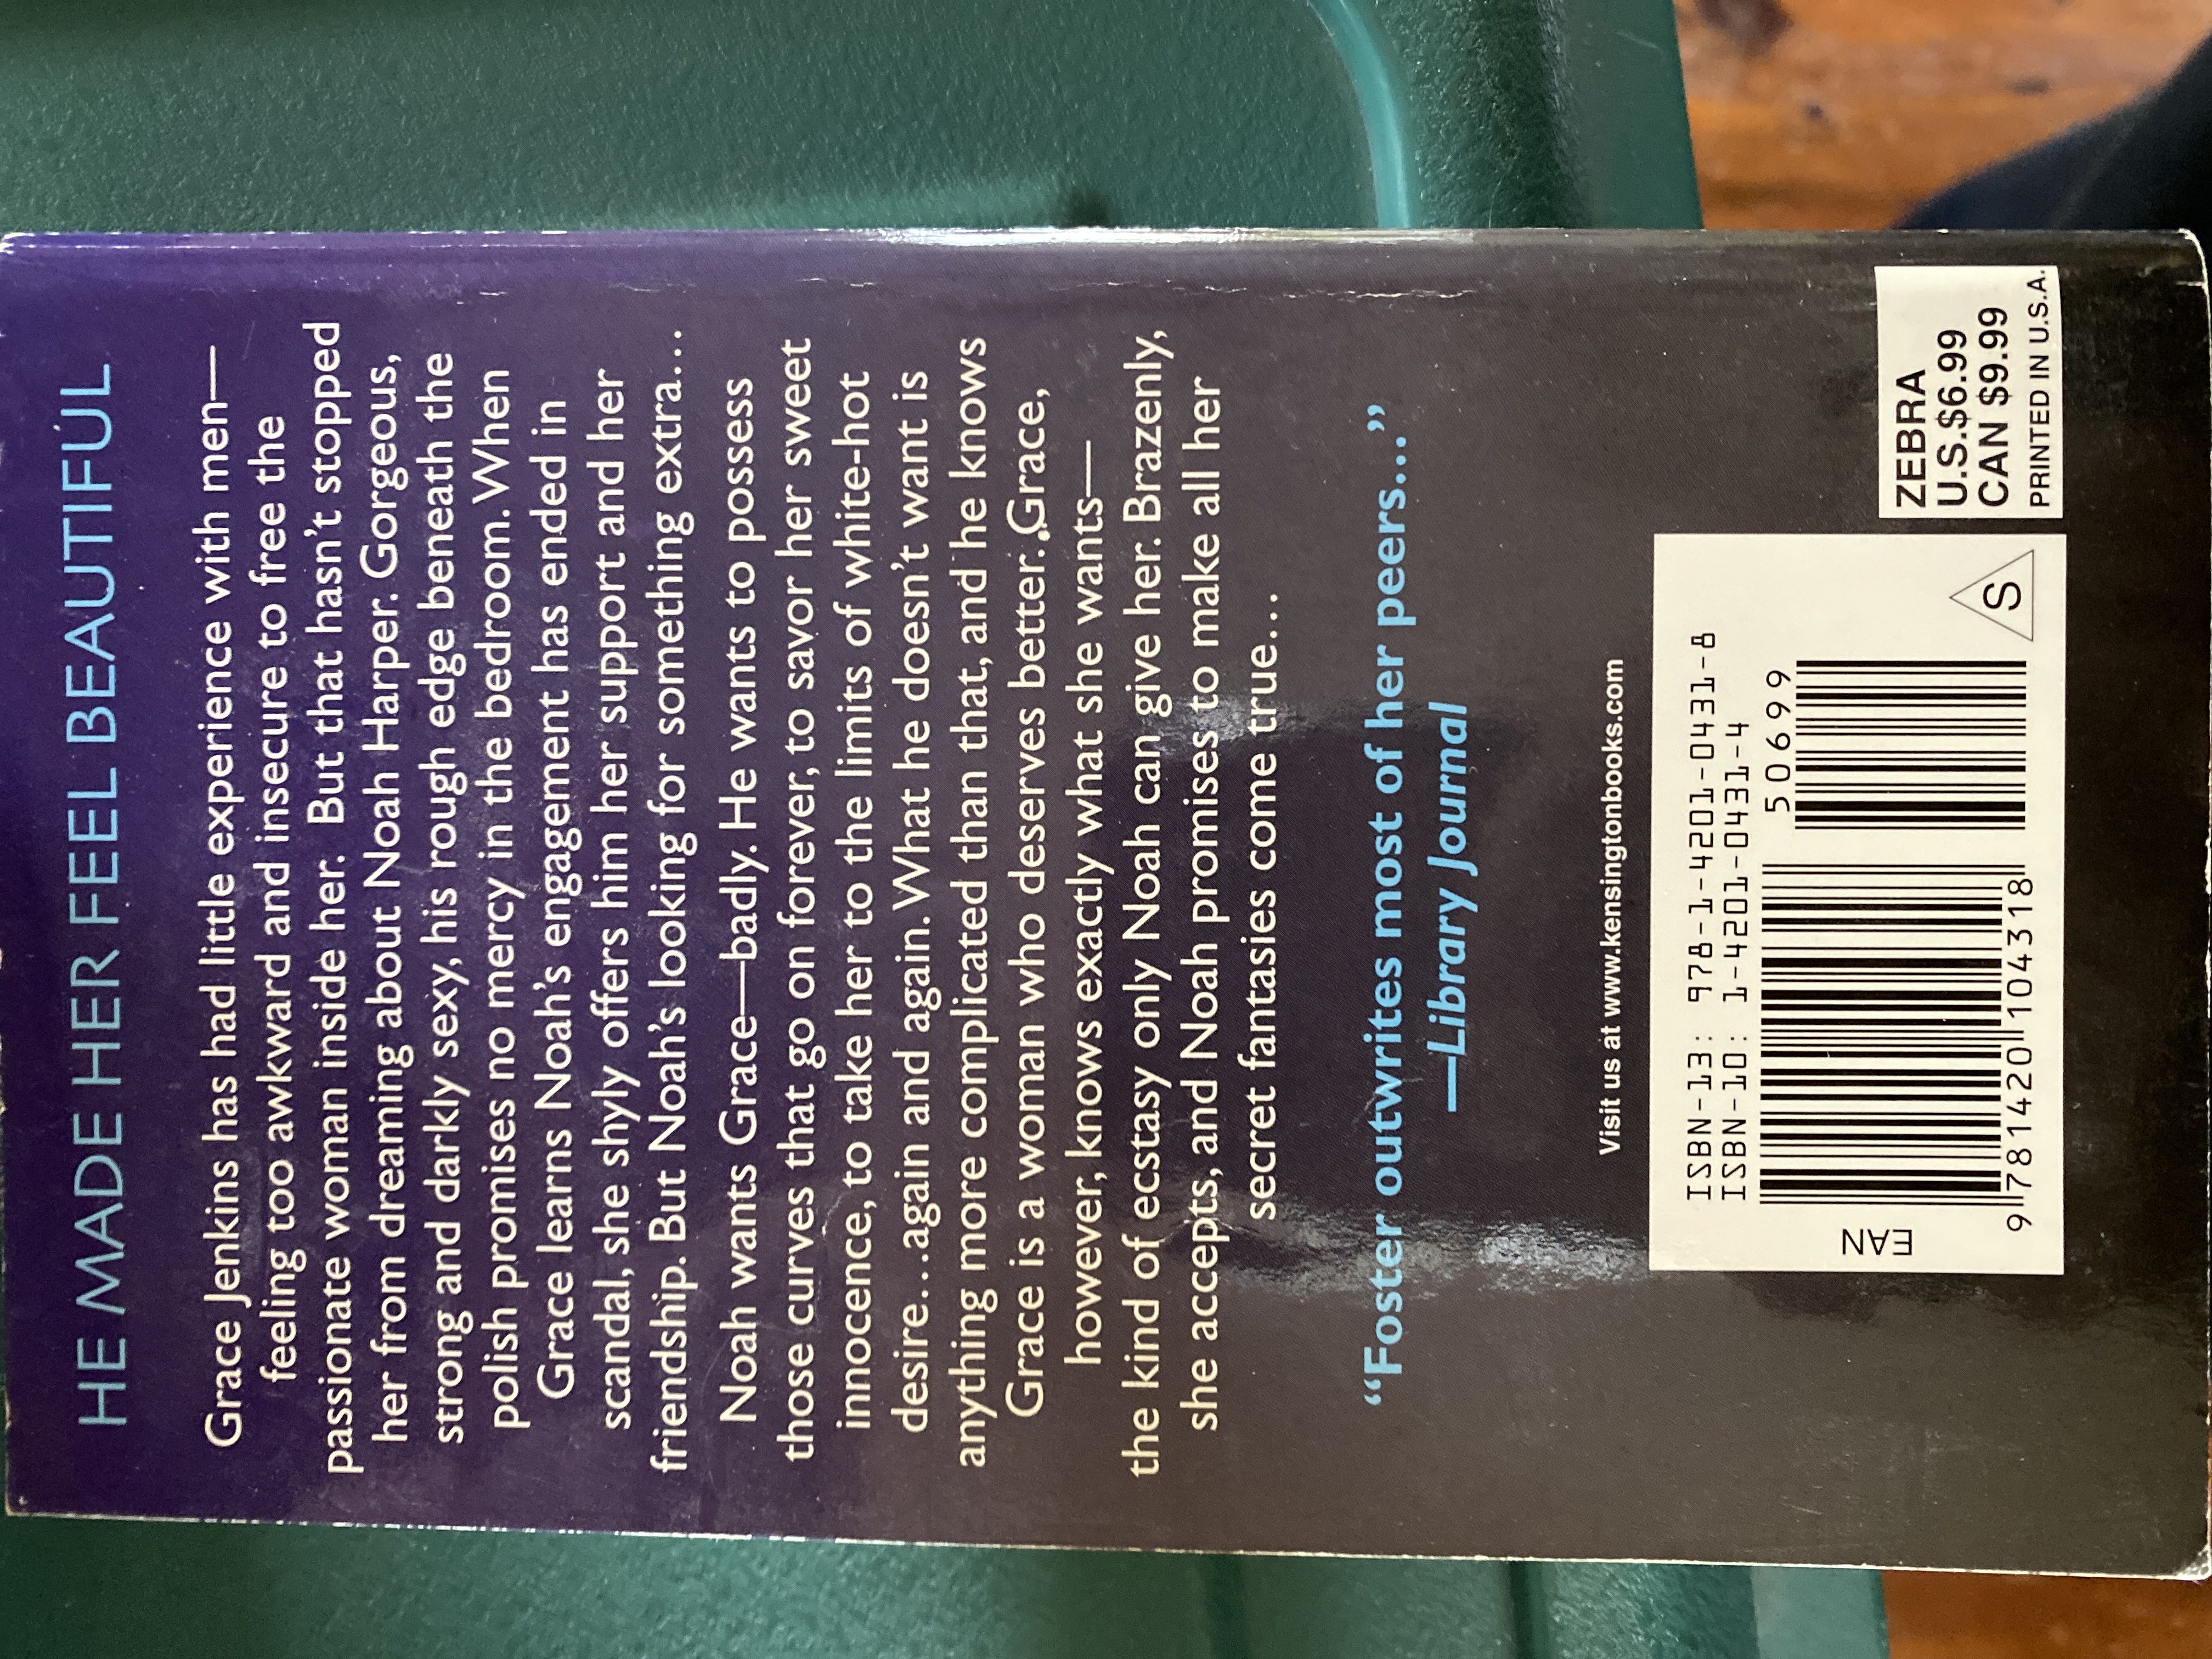 HE MADE HER FEEL BEAUTIFUL
Grace Jenkins has had little experience with men—
feeling too awkward and insecure to free the
passionate woman inside her. But that hasn't stopped
her from dreaming about Noah Harper. Gorgeous,
strong and darkly sexy, his rough edge beneath the
polish promises no mercy in the bedroom. When
Grace learns Noah's engagement has ended in
scandal, she shyly offers him her support and her
friendship. But Noah's looking for something extra...
Noah wants Grace—badly. He wants to possess
those curves that go on forever, to savor her sweet
innocence, to take her to the limits of white-hot
desire...again and again. What he doesn't want is
anything more complicated than that, and he knows
Grace is a woman who deserves better. Grace,
however, knows exactly what she wants—
the kind of ecstasy only Noah can give her. Brazenly,
she accepts, and Noah promises to make all her
secret fantasies come true...
“Foster outwrites most of her peers....”
—Library Journal
Visit us at www.kensingtonbooks.com
ISBN-13: 978-1-4201-0431-8
ISBN-10: 1-4201-0431-4
50699
EAN
9 781420 104318
S
ZEBRA
U.S.$6.99
CAN $9.99
PRINTED IN U.S.A.